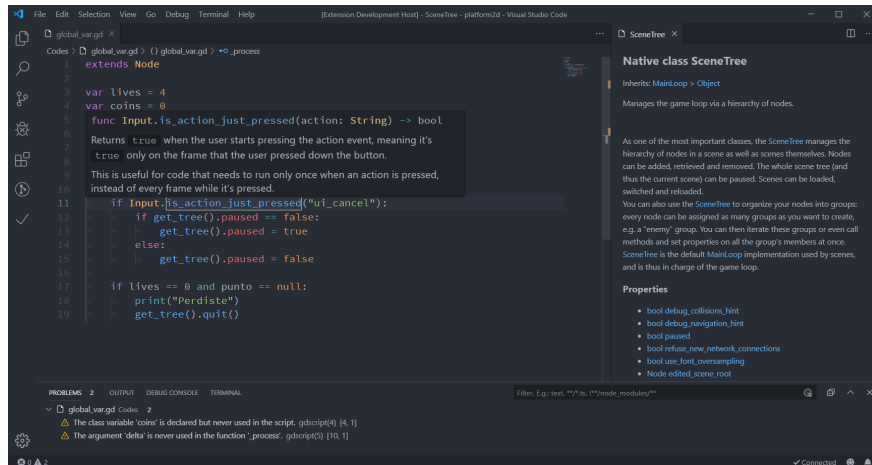 File Edit Selection View Go Debug Terminal Help
[Extension Development Host] - SceneTree - platform2d - Visual Studio Code
global_var.gd
Codes > global_var.gd > {} global_var.gd > _process
1 extends Node
2
3 var lives = 4
4 var coins = 0
5
func Input.is_action_just_pressed(action: String) -> bool
6
7
8
9
10
Returns true when the user starts pressing the action event, meaning it's
true only on the frame that the user pressed down the button.
This is useful for code that needs to run only once when an action is pressed,
instead of every frame while it's pressed.
11 if Input.is_action_just_pressed("ui_cancel"):
12 if get_tree().paused == false:
13 get_tree().paused = true
14 else:
15 get_tree().paused = false
16
17 if lives == 0 and punto == null:
18 print("Perdiste")
19 get_tree().quit()
SceneTree
Native class SceneTree
Inherits: MainLoop > Object
Manages the game loop via a hierarchy of nodes.
As one of the most important classes, the SceneTree manages the
hierarchy of nodes in a scene as well as scenes themselves. Nodes
can be added, retrieved and removed. The whole scene tree (and
thus the current scene) can be paused. Scenes can be loaded,
switched and reloaded.
You can also use the SceneTree to organize your nodes into groups:
every node can be assigned as many groups as you want to create,
e.g. a "enemy" group. You can then iterate these groups or even call
methods and set properties on all the group's members at once.
SceneTree is the default MainLoop implementation used by scenes,
and is thus in charge of the game loop.
Properties
• bool debug_collisions_hint
• bool debug_navigation_hint
• bool paused
• bool refuse_new_network_connections
• bool use_font_oversampling
• Node edited_scene_root
PROBLEMS 2 OUTPUT DEBUG CONSOLE TERMINAL
Filter. E.g.: text, **/*.ts, !**/node_modules/**
global_var.gd Codes 2
The class variable 'coins' is declared but never used in the script. gdscript(4) [4, 1]
The argument 'delta' is never used in the function '_process'. gdscript(5) [10, 1]
0 2
Connected